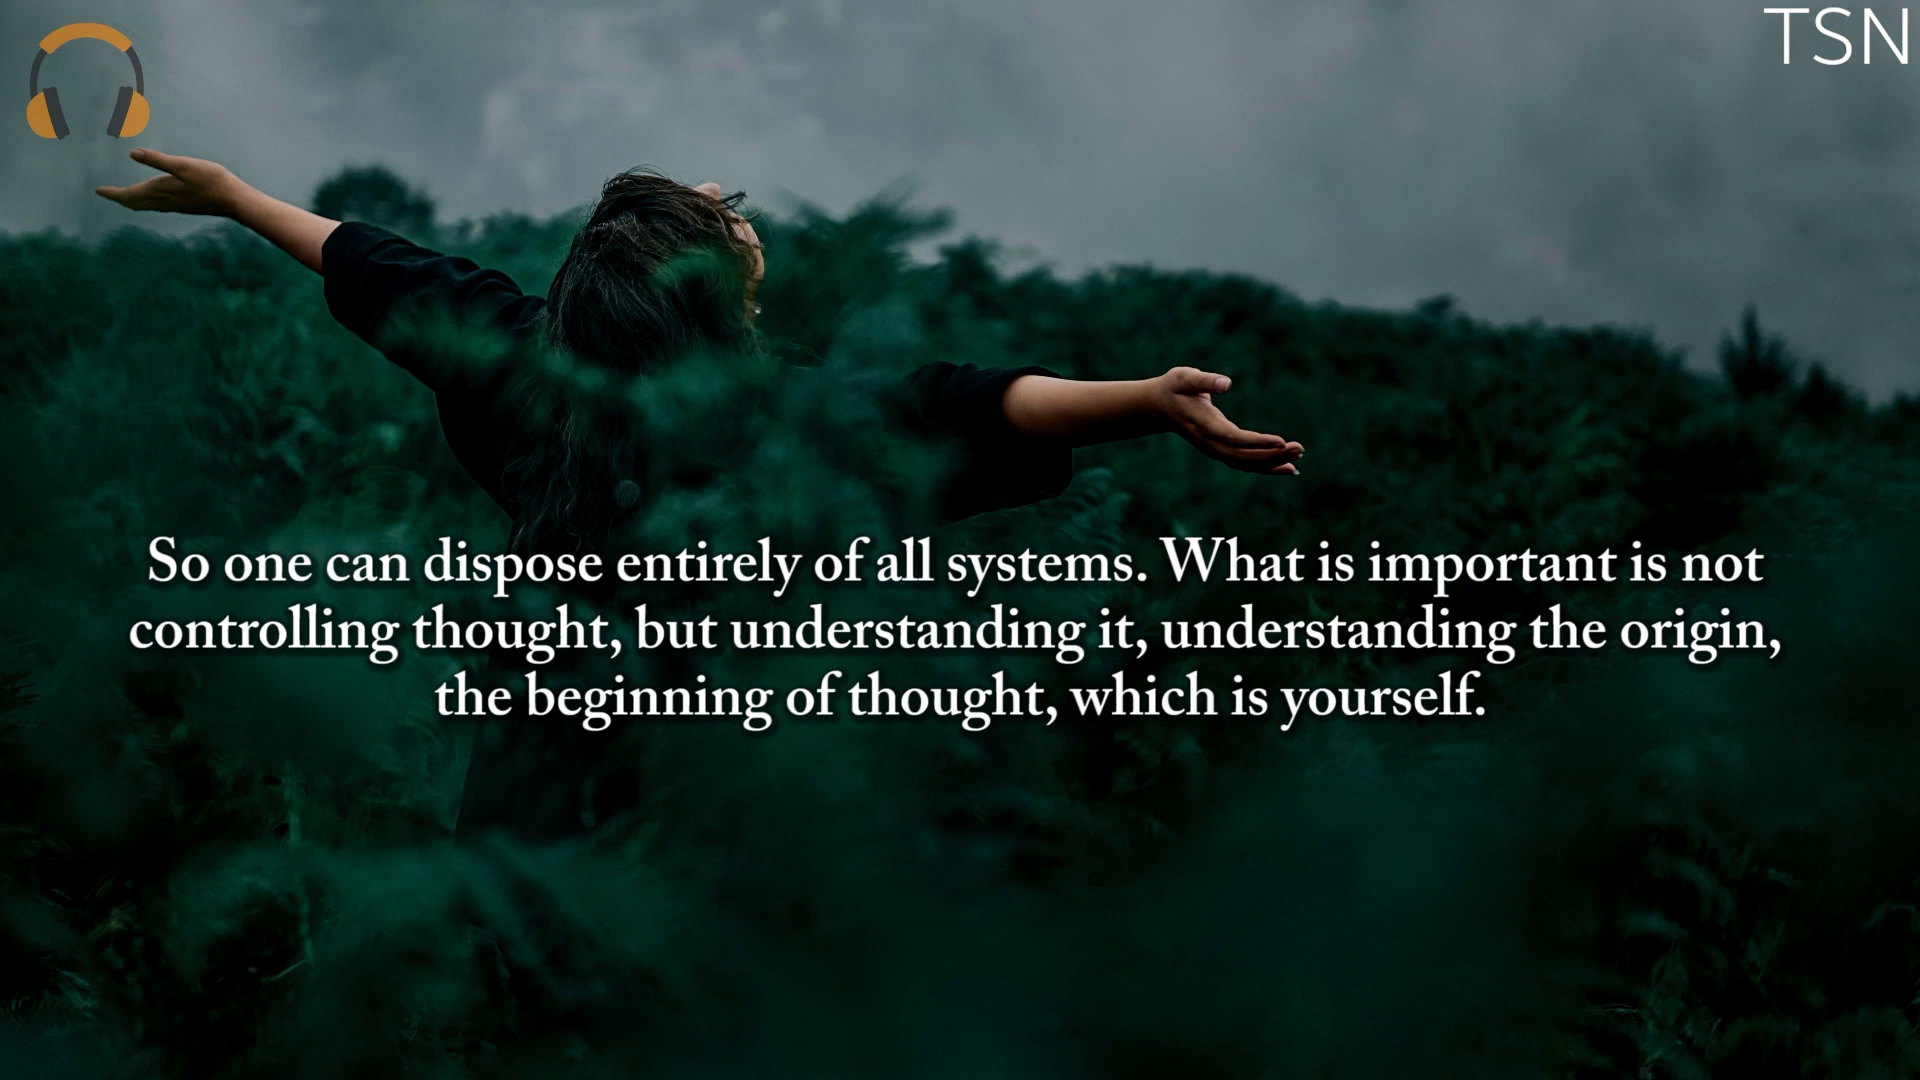 TSN
So one can dispose entirely of all systems. What is important is not
controlling thought, but understanding it, understanding the origin,
the beginning of thought, which is yourself.